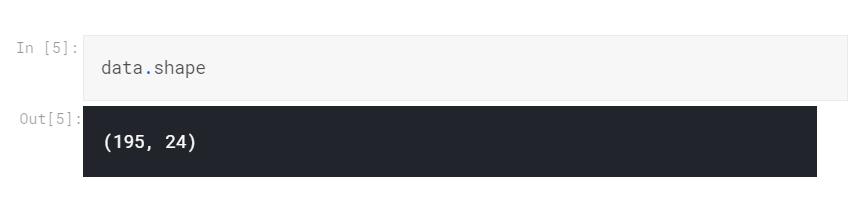 In [5]:
data.shape
Out[5]:
(195, 24)